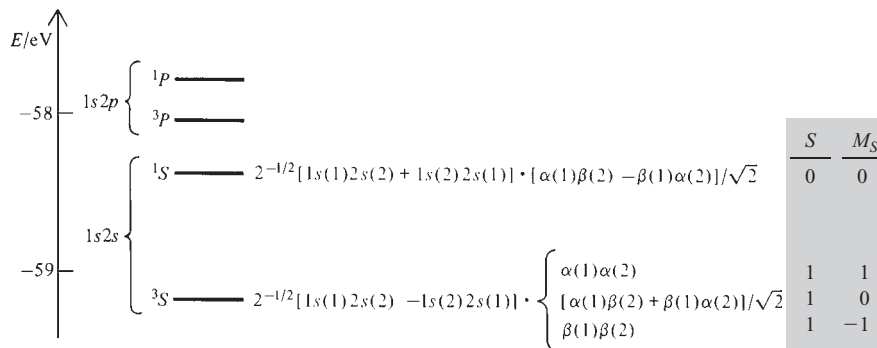 E/eV
¹P
1s2p
−58
³P
S M_S
¹S 2^{−1/2}[1s(1)2s(2) + 1s(2)2s(1)] · [α(1)β(2) −β(1)α(2)]/√2 0 0
1s2s
−59
α(1)α(2) 1 1
³S 2^{−1/2}[1s(1)2s(2) −1s(2)2s(1)] · [α(1)β(2) + β(1)α(2)]/√2 1 0
β(1)β(2) 1 −1